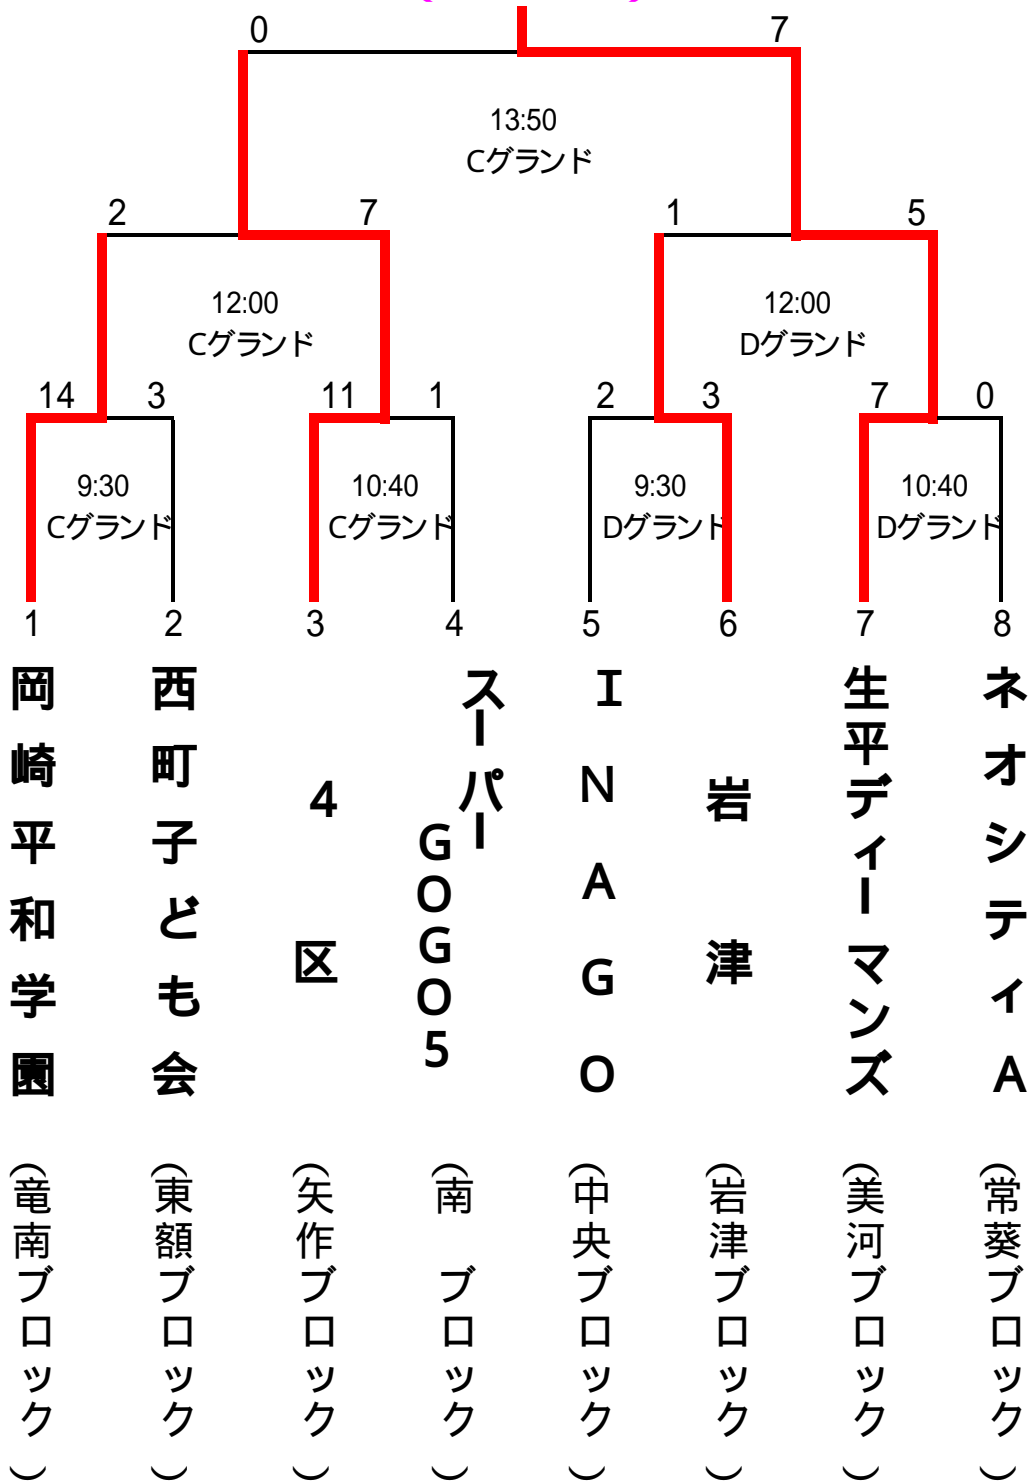 0 7
13:50
Cグランド
2 7 1 5
12:00 12:00
Cグランド Dグランド
14 3 11 1 2 3 7 0
9:30 10:40 9:30 10:40
Cグランド Cグランド Dグランド Dグランド
1 2 3 4 5 6 7 8
岡崎平和学園
西町子ども会
4区
スーパー
GOGO5
INAGO
岩津
生平ディーマンズ
ネオシティA
(竜南ブロック)
(東額ブロック)
(矢作ブロック)
(南 ブロック)
(中央ブロック)
(岩津ブロック)
(美河ブロック)
(常葵ブロック)